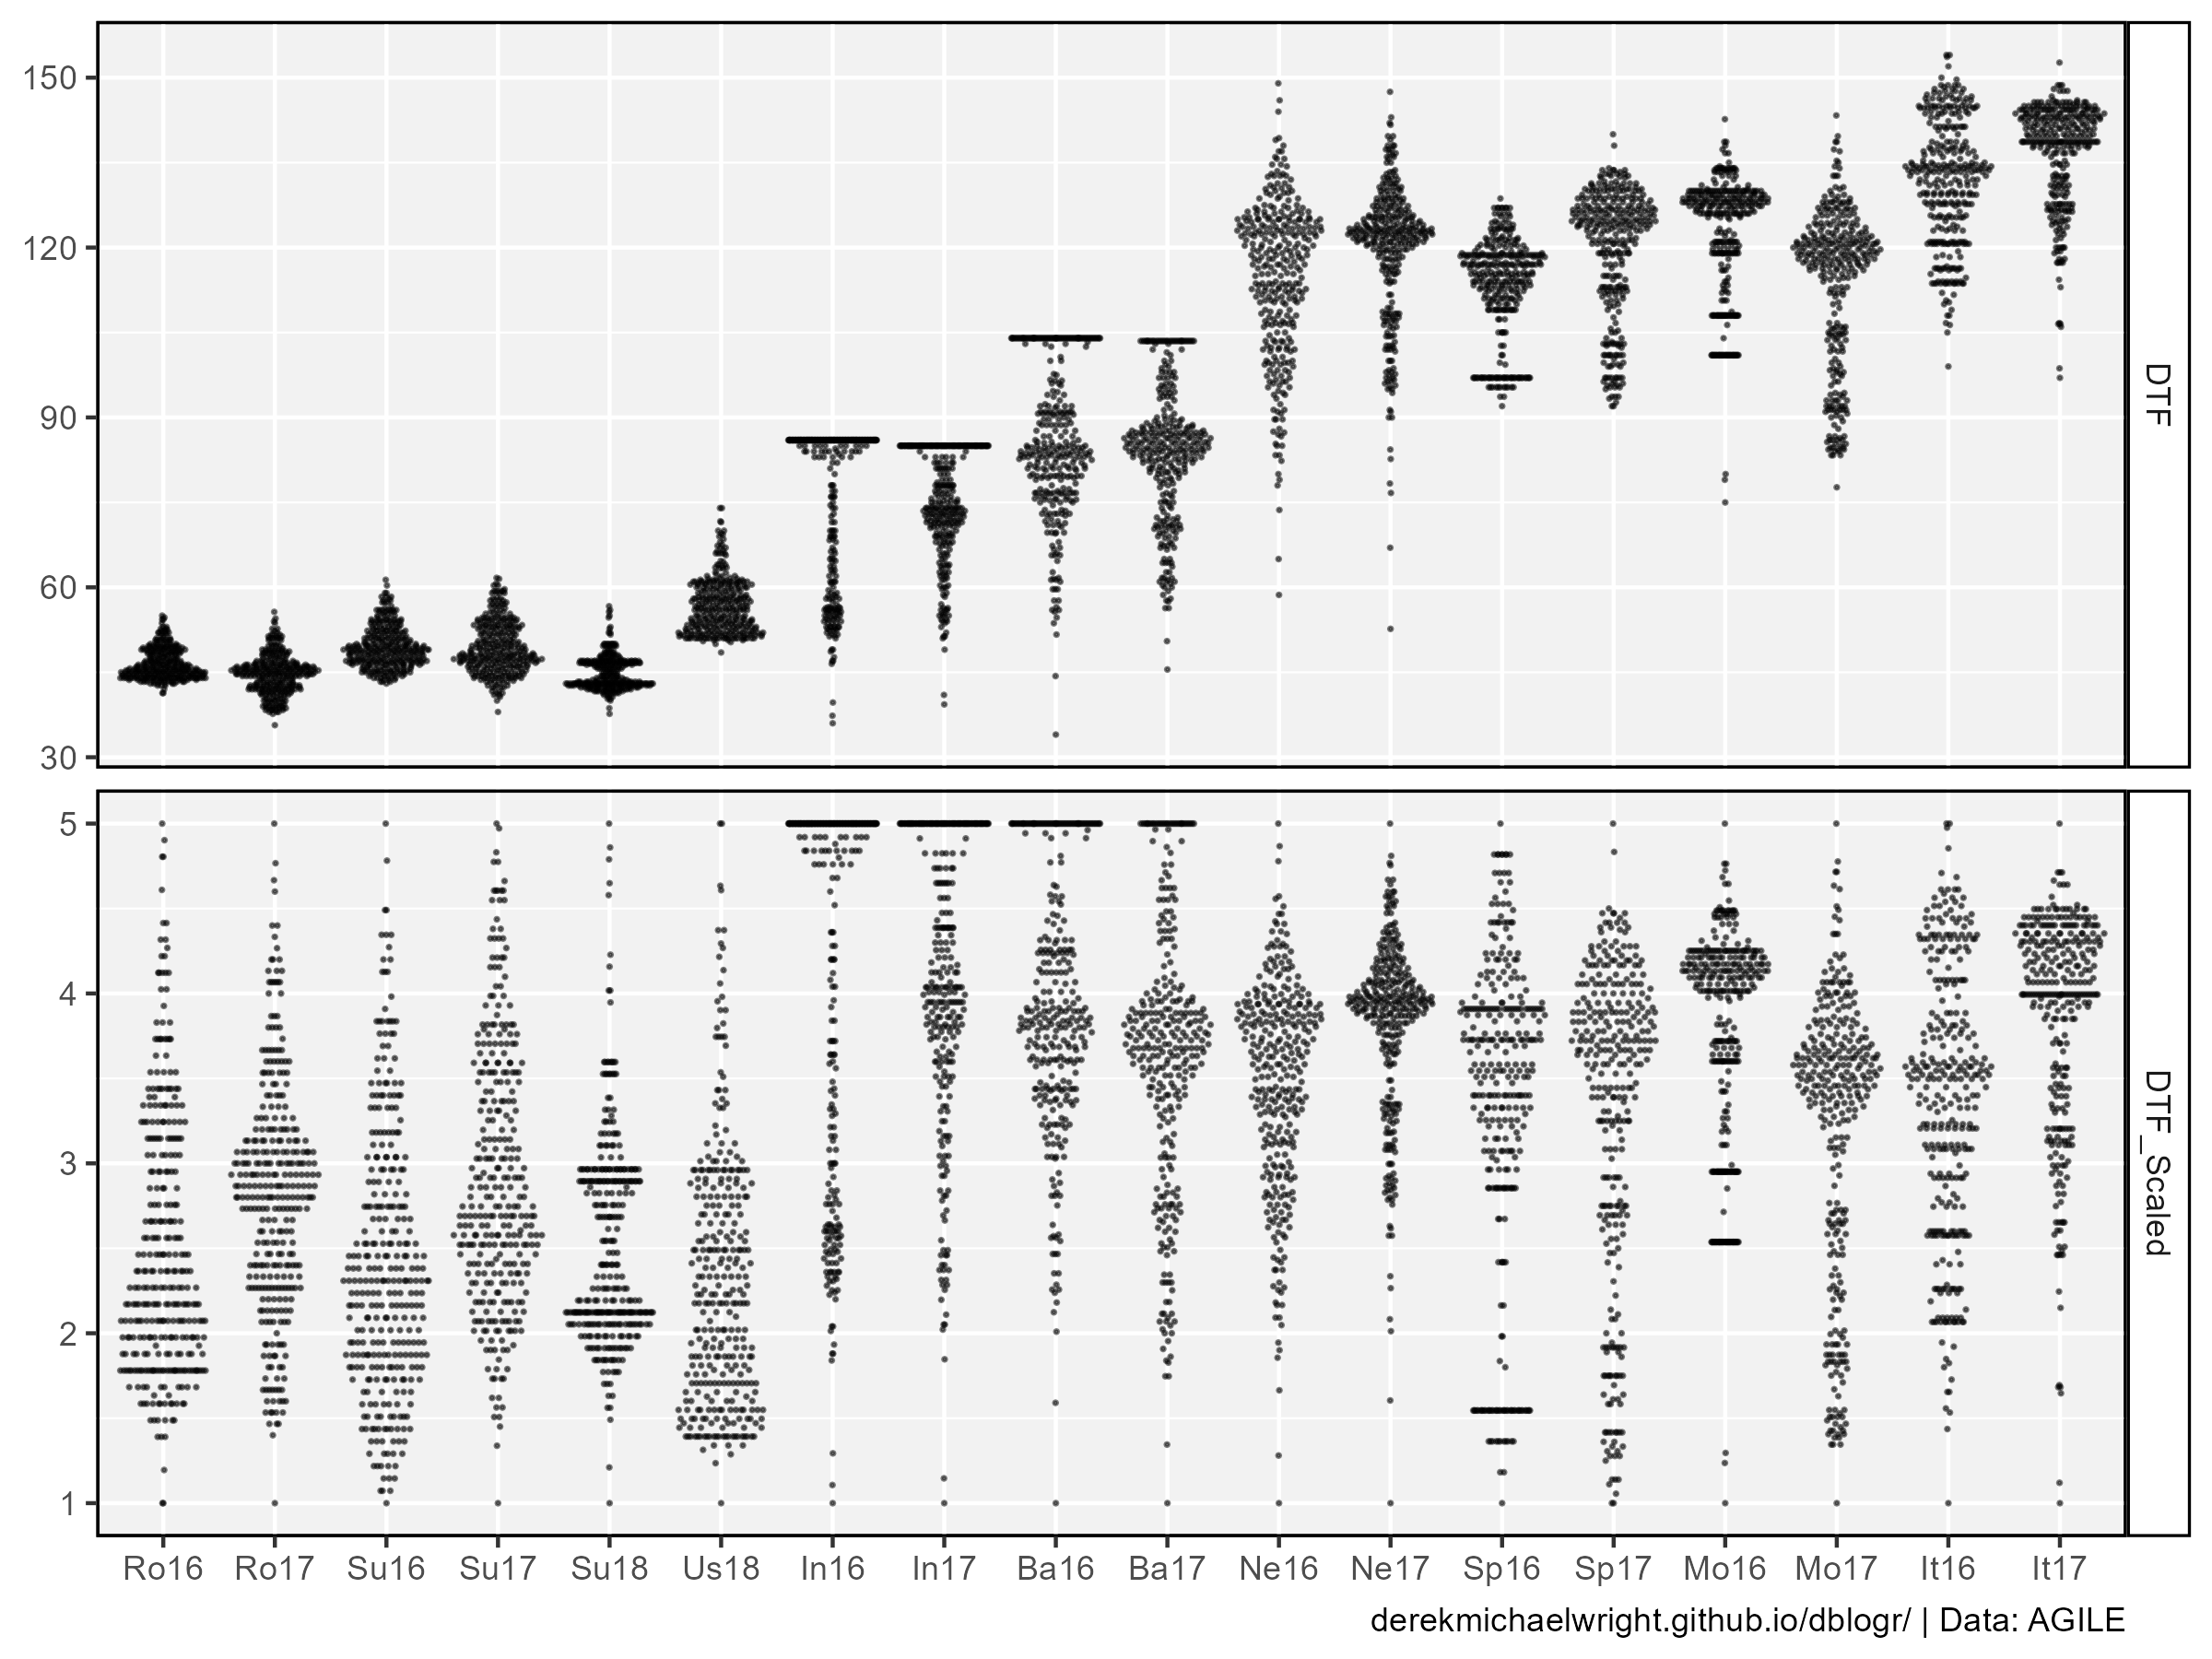 150
120
90
60
30
DTF
5
4
3
2
1
DTF_Scaled
Ro16 Ro17 Su16 Su17 Su18 Us18 In16 In17 Ba16 Ba17 Ne16 Ne17 Sp16 Sp17 Mo16 Mo17 It16 It17
derekmichaelwright.github.io/dblogr/ | Data: AGILE